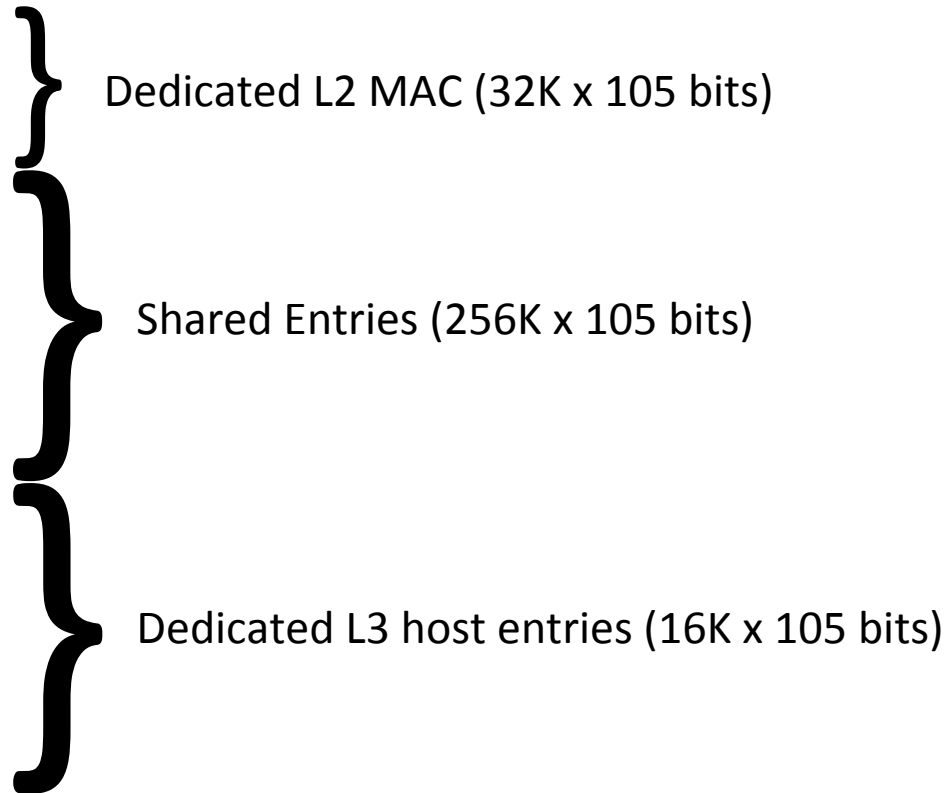 Dedicated L2 MAC (32K x 105 bits)
Shared Entries (256K x 105 bits)
Dedicated L3 host entries (16K x 105 bits)